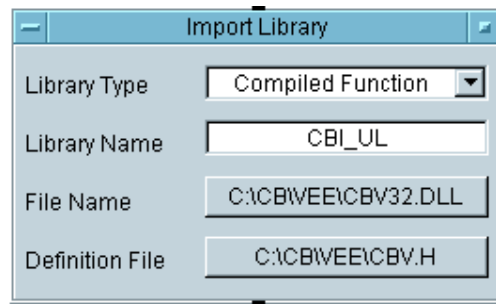 Import Library
Library Type Compiled Function
Library Name CBI_UL
File Name C:\CB\VEE\CBV32.DLL
Definition File C:\CB\VEE\CBV.H